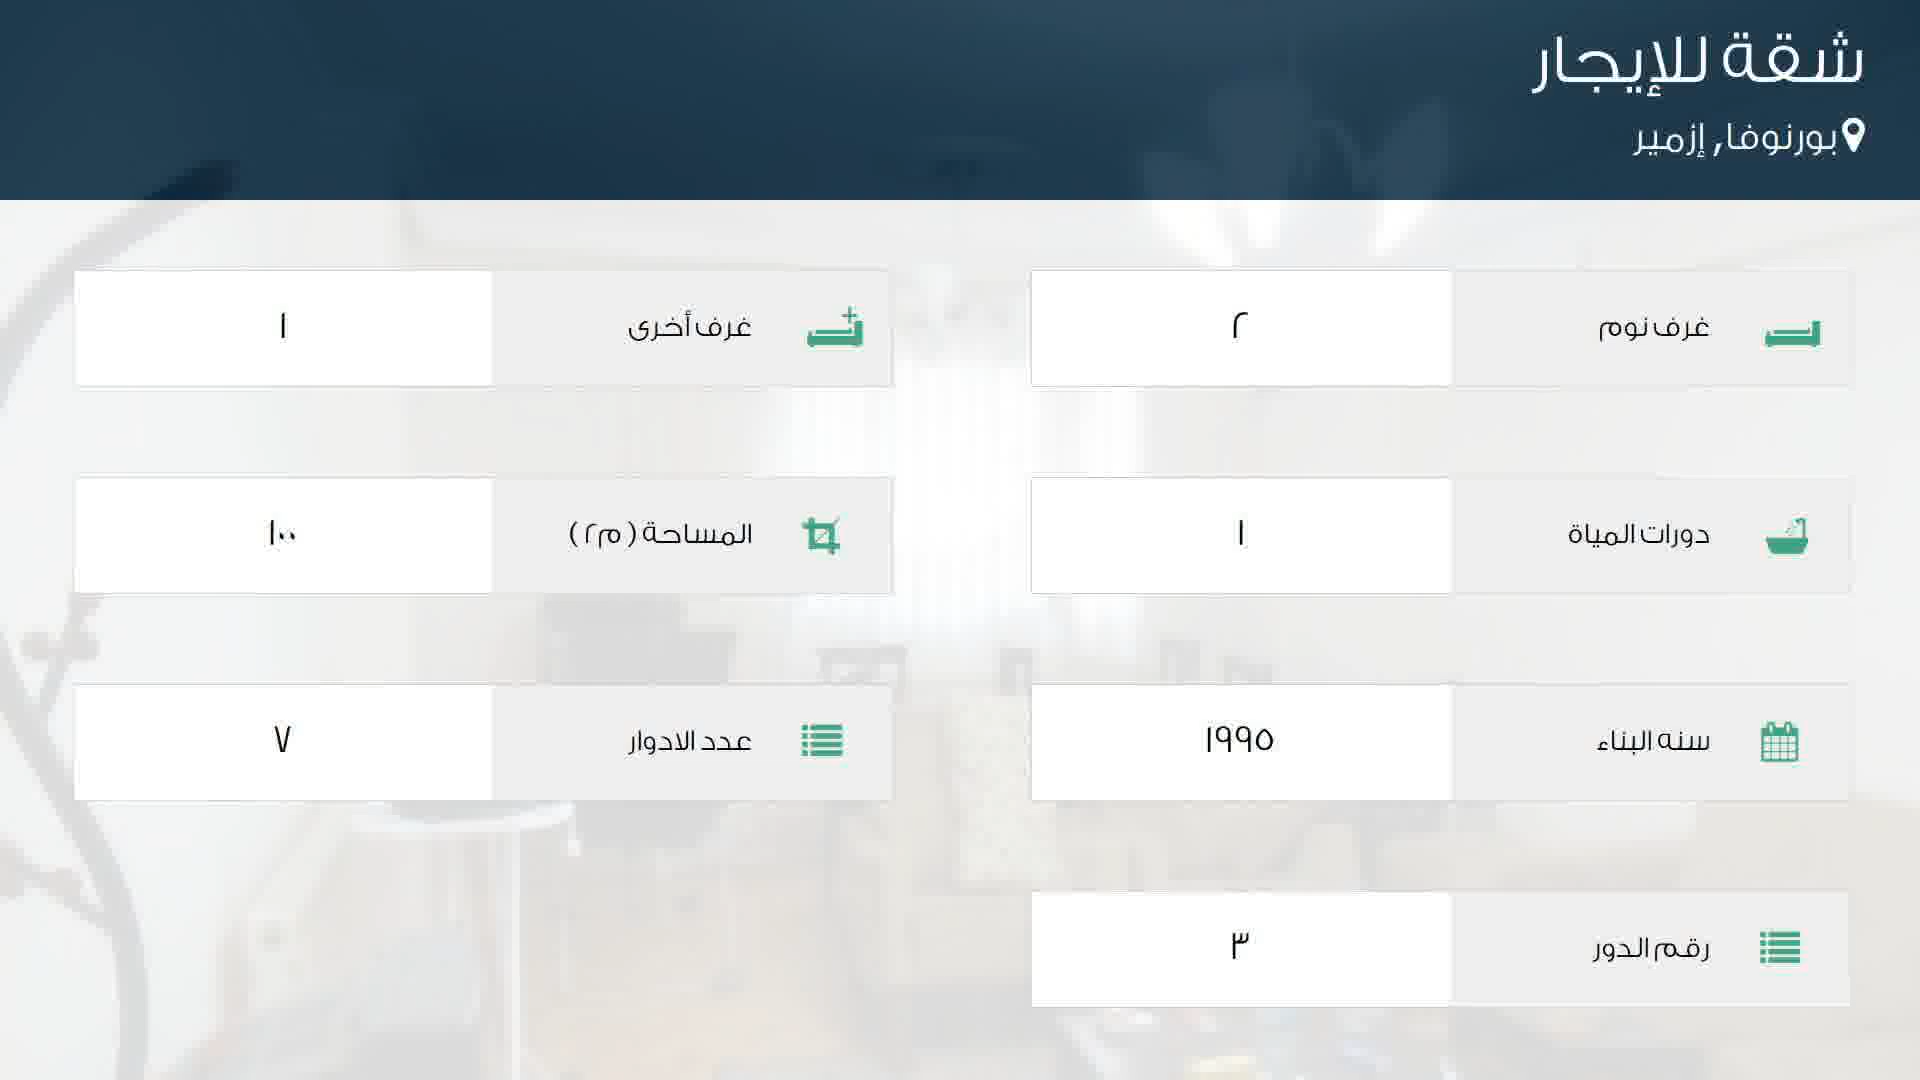 شقة للإيجار
بورنوفا, إزمير
غرف نوم
٢
غرف أخرى
١
دورات المياة
١
المساحة (م٢)
١٠٠
سنه البناء
١٩٩٥
عدد الادوار
٧
رقم الدور
٣